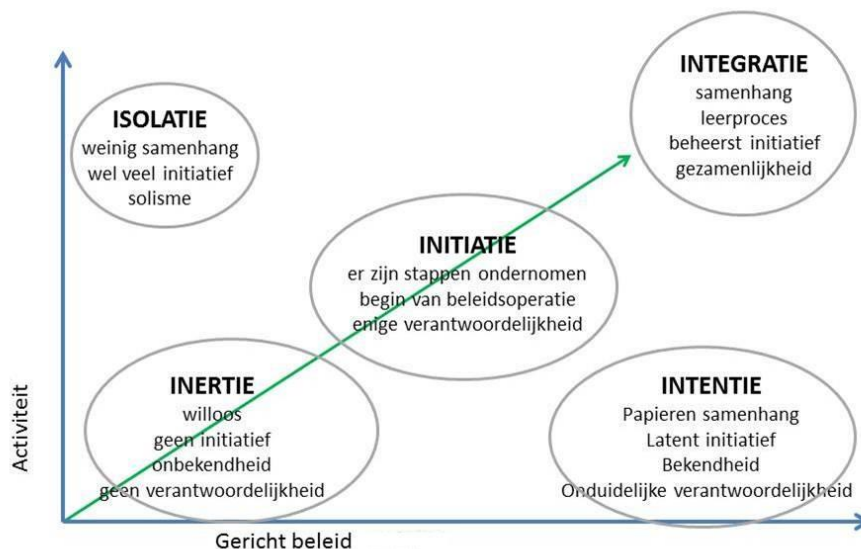 ISOLATIE
weinig samenhang
wel veel initiatief
solisme
INTEGRATIE
samenhang
leerproces
beheerst initiatief
gezamenlijkheid
INITIATIE
er zijn stappen ondernomen
begin van beleidsoperatie
enige verantwoordelijkheid
INERTIE
willoos
geen initiatief
onbekendheid
geen verantwoordelijkheid
INTENTIE
Papieren samenhang
Latent initiatief
Bekendheid
Onduidelijke verantwoordelijkheid
Activiteit
Gericht beleid